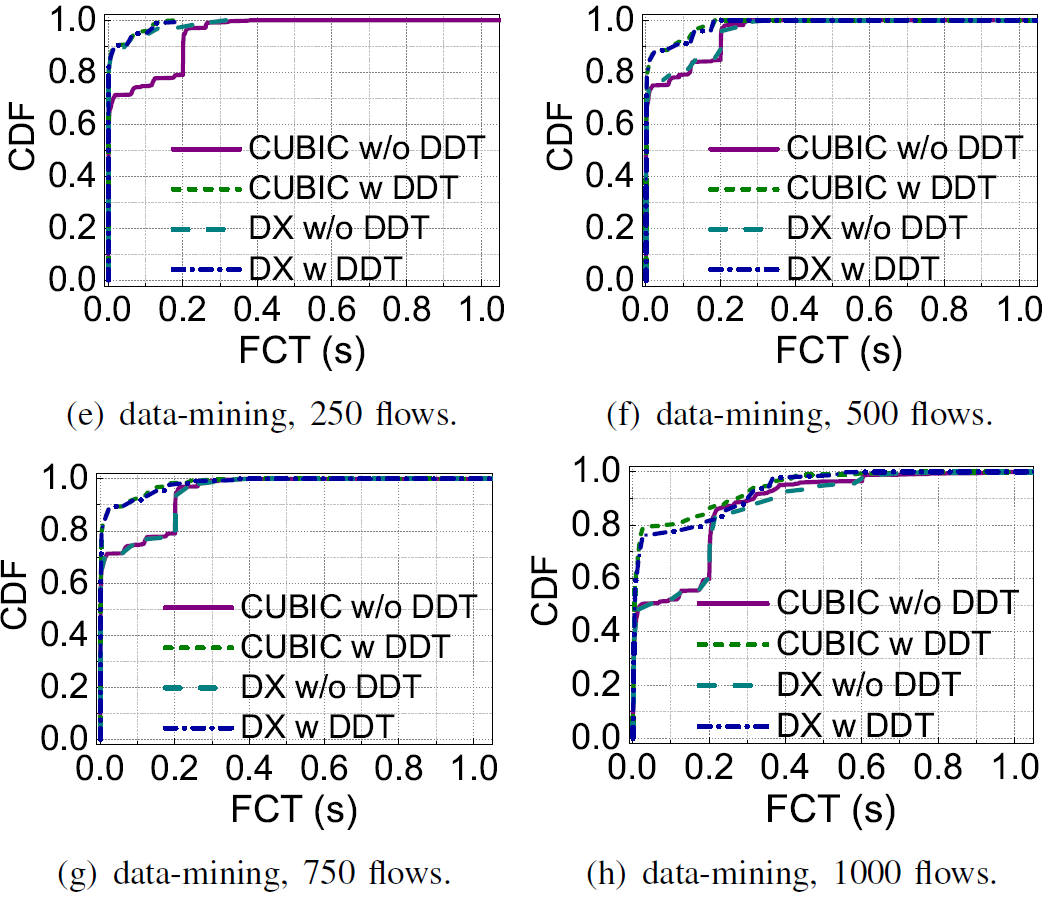 1.0
0.8
0.6
0.4
0.2
0.0
CDF
CUBIC w/o DDT
CUBIC w DDT
DX w/o DDT
DX w DDT
0.0 0.2 0.4 0.6 0.8 1.0
FCT (s)
(e) data-mining, 250 flows.
1.0
0.8
0.6
0.4
0.2
0.0
CDF
CUBIC w/o DDT
CUBIC w DDT
DX w/o DDT
DX w DDT
0.0 0.2 0.4 0.6 0.8 1.0
FCT (s)
(f) data-mining, 500 flows.
1.0
0.8
0.6
0.4
0.2
0.0
CDF
CUBIC w/o DDT
CUBIC w DDT
DX w/o DDT
DX w DDT
0.0 0.2 0.4 0.6 0.8 1.0
FCT (s)
(g) data-mining, 750 flows.
1.0
0.8
0.6
0.4
0.2
0.0
CDF
CUBIC w/o DDT
CUBIC w DDT
DX w/o DDT
DX w DDT
0.0 0.2 0.4 0.6 0.8 1.0
FCT (s)
(h) data-mining, 1000 flows.